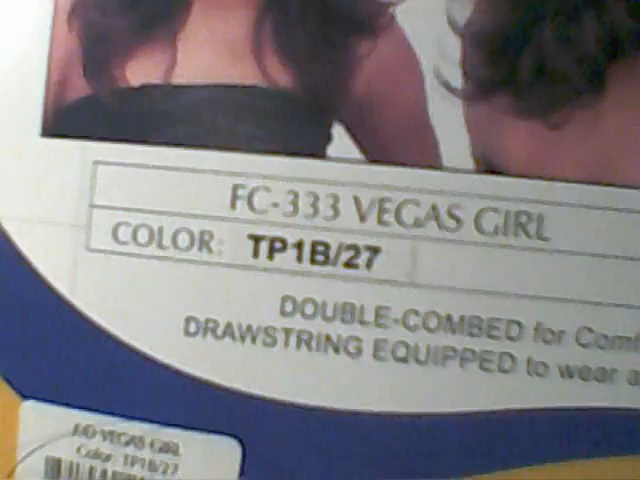 FC-333 VEGAS GIRL
COLOR: TP1B/27
DOUBLE-COMBED for Comf
DRAWSTRING EQUIPPED to wear a
VEGAS GIRL
Color: TP1B/27